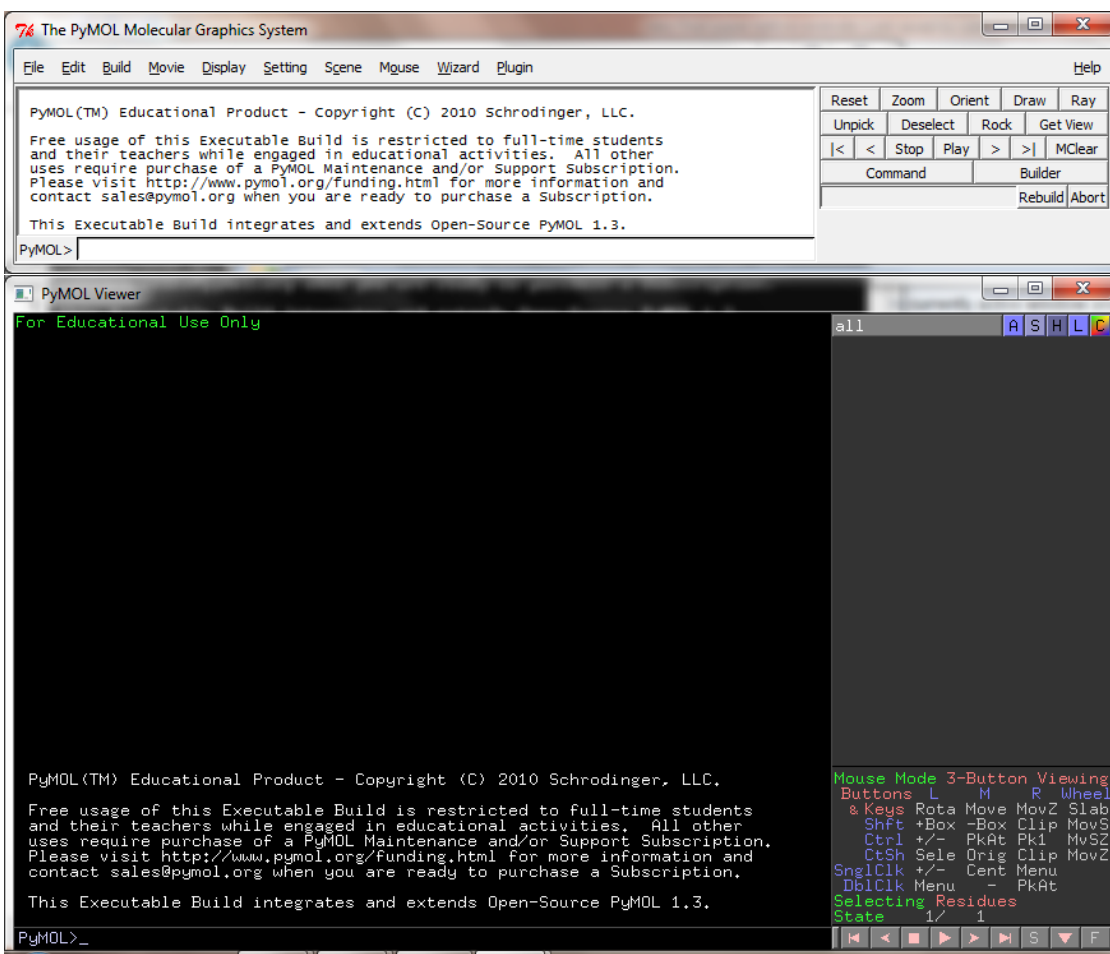 The PyMOL Molecular Graphics System
File Edit Build Movie Display Setting Scene Mouse Wizard Plugin Help
PyMOL(TM) Educational Product - Copyright (C) 2010 Schrodinger, LLC.
Free usage of this Executable Build is restricted to full-time students
and their teachers while engaged in educational activities. All other
uses require purchase of a PyMOL Maintenance and/or Support Subscription.
Please visit http://www.pymol.org/funding.html for more information and
contact sales@pymol.org when you are ready to purchase a Subscription.
This Executable Build integrates and extends Open-Source PyMOL 1.3.
PyMOL>
Reset Zoom Orient Draw Ray
Unpick Deselect Rock Get View
|< < Stop Play > >| MClear
Command Builder
Rebuild Abort
PyMOL Viewer
For Educational Use Only
all A S H L C
PyMOL(TM) Educational Product - Copyright (C) 2010 Schrodinger, LLC.
Free usage of this Executable Build is restricted to full-time students
and their teachers while engaged in educational activities. All other
uses require purchase of a PyMOL Maintenance and/or Support Subscription.
Please visit http://www.pymol.org/funding.html for more information and
contact sales@pymol.org when you are ready to purchase a Subscription.
This Executable Build integrates and extends Open-Source PyMOL 1.3.
PyMOL>_
Mouse Mode 3-Button Viewing
Buttons L M R Wheel
& Keys Rota Move MovZ Slab
Shft +Box -Box Clip MovS
Ctrl +/- PkAt Pk1 MvSZ
CtSh Sele Orig Clip MovZ
SnglClk +/- Cent Menu
DblClk Menu - PkAt
Selecting Residues
State 1/ 1
S F